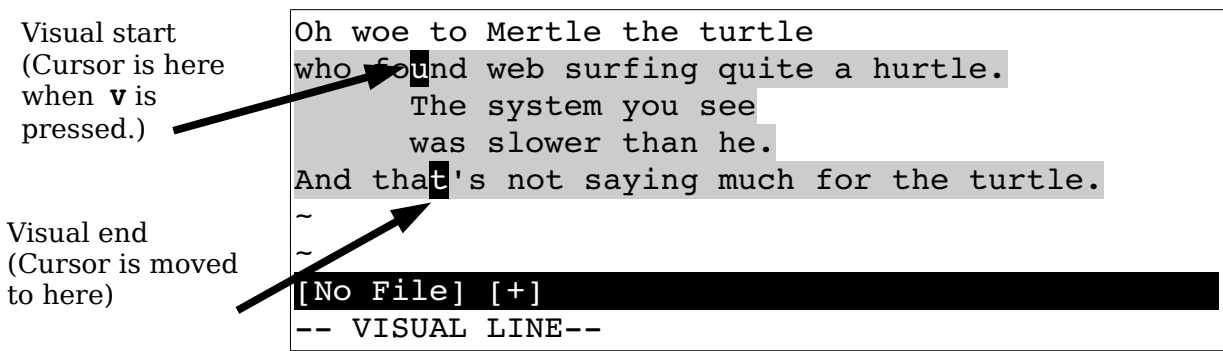 Visual start
(Cursor is here
when v is
pressed.)
Oh woe to Mertle the turtle
who found web surfing quite a hurtle.
      The system you see
      was slower than he.
And that's not saying much for the turtle.
~
~
[No File] [+]
-- VISUAL LINE--
Visual end
(Cursor is moved
to here)